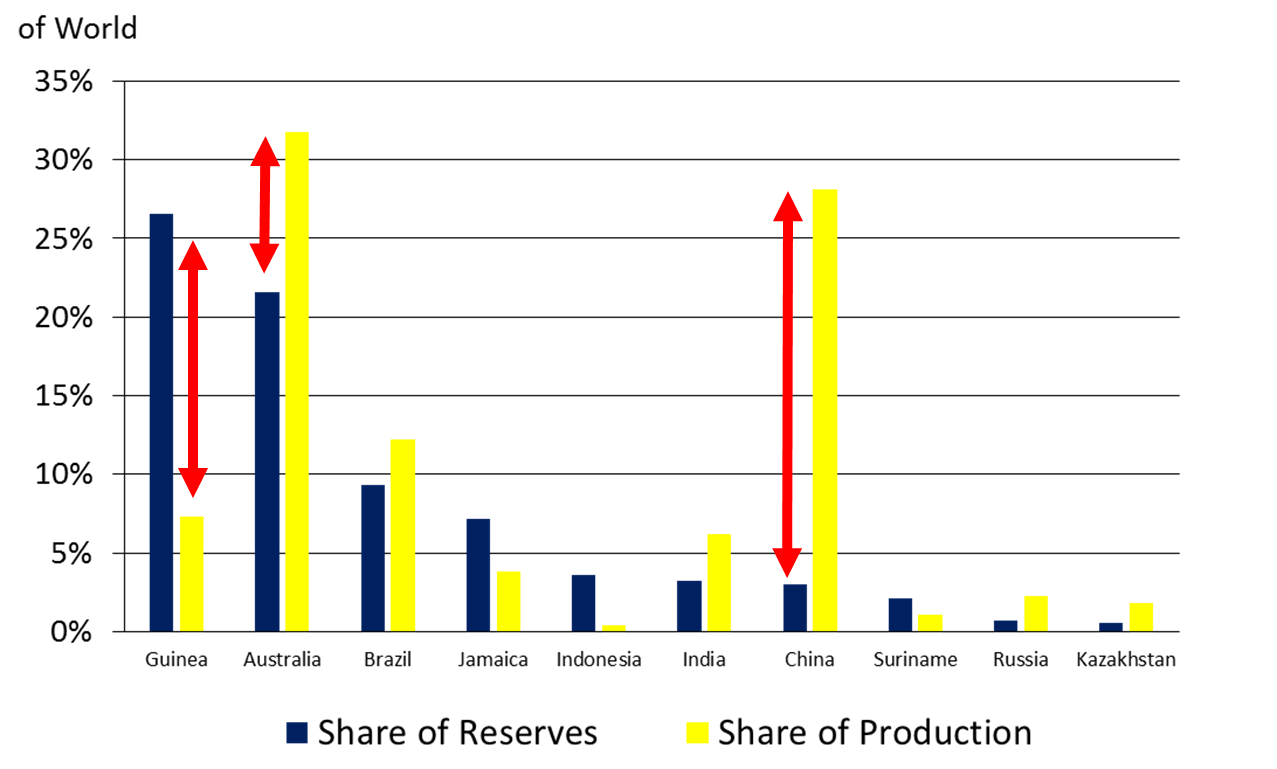 of World
35%
30%
25%
20%
15%
10%
5%
0%
Guinea Australia Brazil Jamaica Indonesia India China Suriname Russia Kazakhstan
Share of Reserves Share of Production